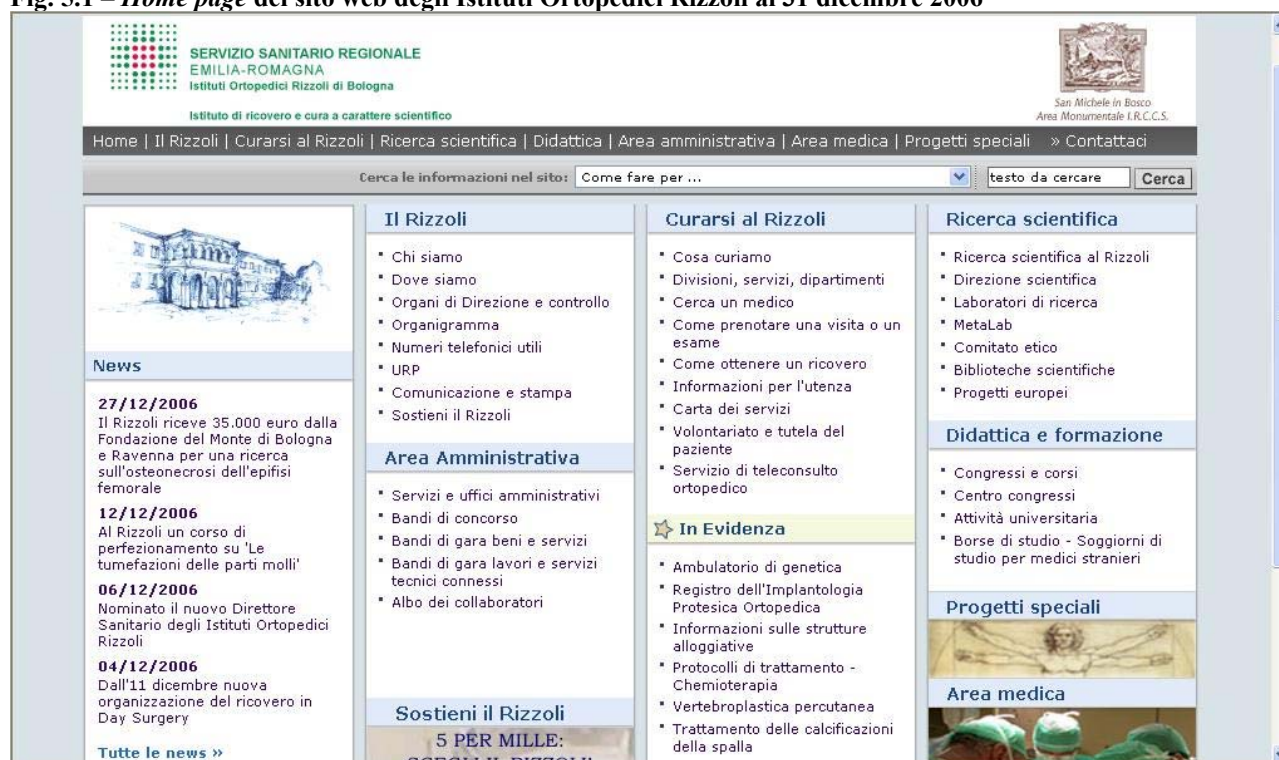 Fig. 5.1 – Home page del sito web degli Istituti Ortopedici Rizzoli al 31 dicembre 2006
SERVIZIO SANITARIO REGIONALE
EMILIA-ROMAGNA
Istituti Ortopedici Rizzoli di Bologna
Istituto di ricovero e cura a carattere scientifico
San Michele in Bosco
Area Monumentale I.R.C.C.S.
Home | Il Rizzoli | Curarsi al Rizzoli | Ricerca scientifica | Didattica | Area amministrativa | Area medica | Progetti speciali » Contattaci
Cerca le informazioni nel sito: Come fare per ... testo da cercare Cerca
News
27/12/2006
Il Rizzoli riceve 35.000 euro dalla
Fondazione del Monte di Bologna
e Ravenna per una ricerca
sull'osteonecrosi dell'epifisi
femorale
12/12/2006
Al Rizzoli un corso di
perfezionamento su 'Le
tumefazioni delle parti molli'
06/12/2006
Nominato il nuovo Direttore
Sanitario degli Istituti Ortopedici
Rizzoli
04/12/2006
Dall'11 dicembre nuova
organizzazione del ricovero in
Day Surgery
Tutte le news »
Il Rizzoli
Chi siamo
Dove siamo
Organi di Direzione e controllo
Organigramma
Numeri telefonici utili
URP
Comunicazione e stampa
Sostieni il Rizzoli
Area Amministrativa
Servizi e uffici amministrativi
Bandi di concorso
Bandi di gara beni e servizi
Bandi di gara lavori e servizi
tecnici connessi
Albo dei collaboratori
Sostieni il Rizzoli
5 PER MILLE:
Curarsi al Rizzoli
Cosa curiamo
Divisioni, servizi, dipartimenti
Cerca un medico
Come prenotare una visita o un
esame
Come ottenere un ricovero
Informazioni per l'utenza
Carta dei servizi
Volontariato e tutela del
paziente
Servizio di teleconsulto
ortopedico
In Evidenza
Ambulatorio di genetica
Registro dell'Implantologia
Protesica Ortopedica
Informazioni sulle strutture
alloggiative
Protocolli di trattamento -
Chemioterapia
Vertebroplastica percutanea
Trattamento delle calcificazioni
della spalla
Ricerca scientifica
Ricerca scientifica al Rizzoli
Direzione scientifica
Laboratori di ricerca
MetaLab
Comitato etico
Biblioteche scientifiche
Progetti europei
Didattica e formazione
Congressi e corsi
Centro congressi
Attività universitaria
Borse di studio - Soggiorni di
studio per medici stranieri
Progetti speciali
Area medica